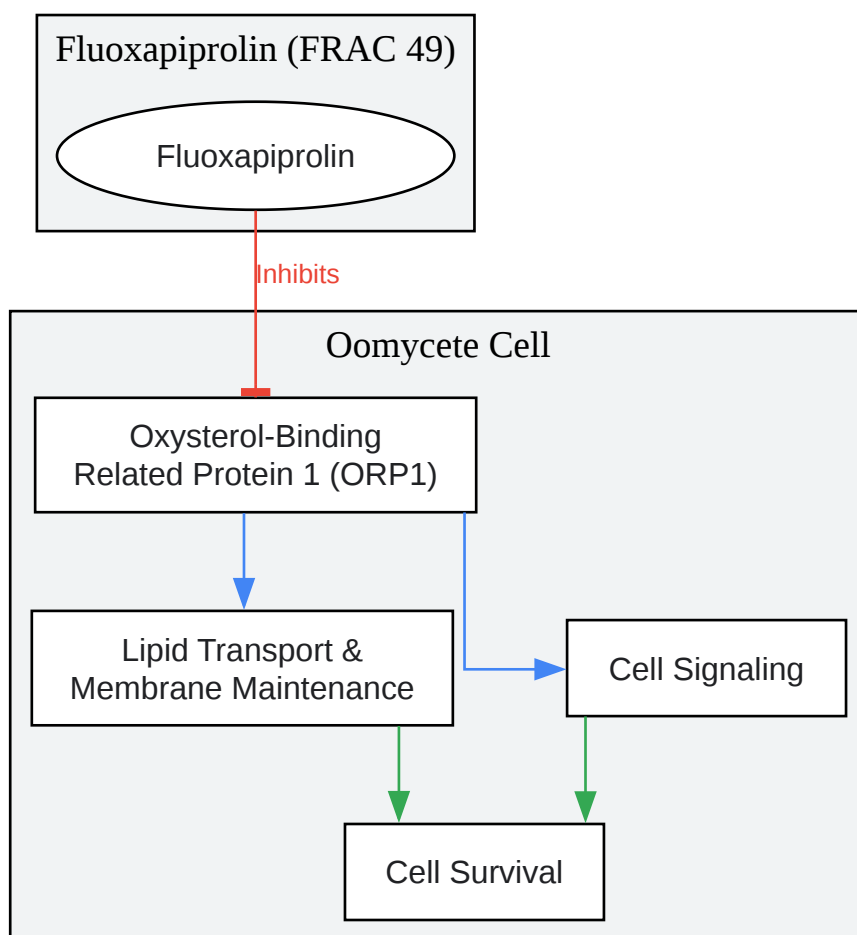 Fluoxapiprolin (FRAC 49)
Fluoxapiprolin
Inhibits
Oomycete Cell
Oxysterol-Binding
Related Protein 1 (ORP1)
Lipid Transport &
Membrane Maintenance
Cell Signaling
Cell Survival